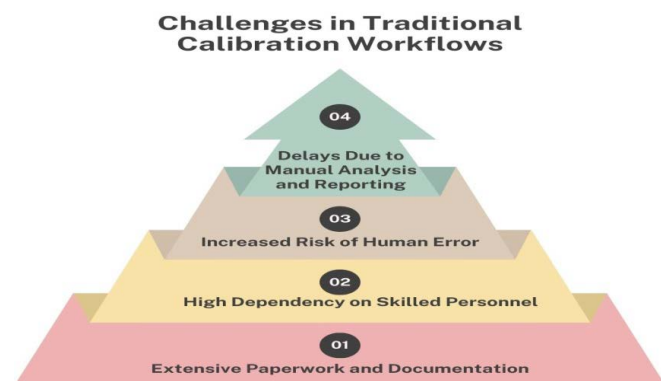 Challenges in Traditional
Calibration Workflows
04
Delays Due to
Manual Analysis
and Reporting
03
Increased Risk of Human Error
02
High Dependency on Skilled Personnel
01
Extensive Paperwork and Documentation